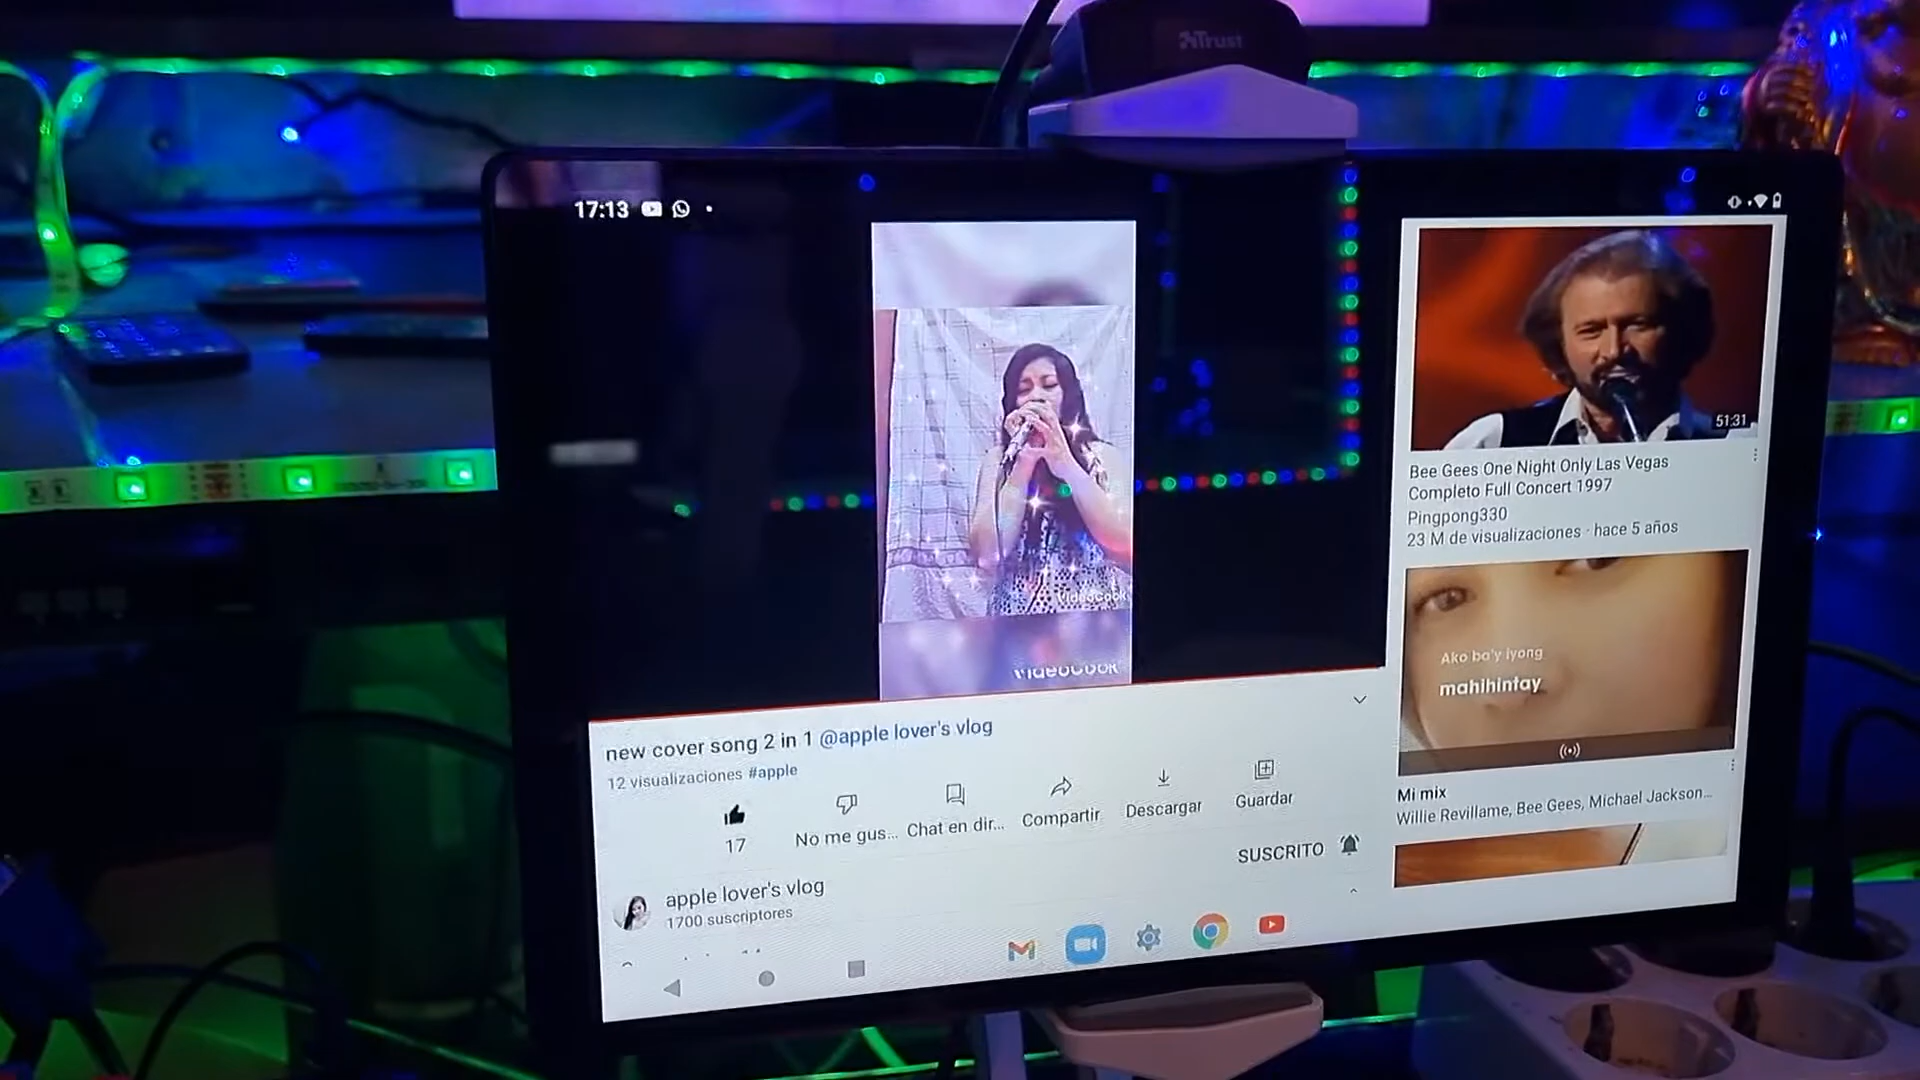 Trust
17:13
VideoCook
VideoCook
51:31
Bee Gees One Night Only Las Vegas
Completo Full Concert 1997
Pingpong330
23 M de visualizaciones · hace 5 años
Ako ba'y iyong
mahihintay
Mi mix
Willie Revillame, Bee Gees, Michael Jackson...
new cover song 2 in 1 @apple lover's vlog
12 visualizaciones #apple
17
No me gus...
Chat en dir...
Compartir
Descargar
Guardar
SUSCRITO
apple lover's vlog
1700 suscriptores